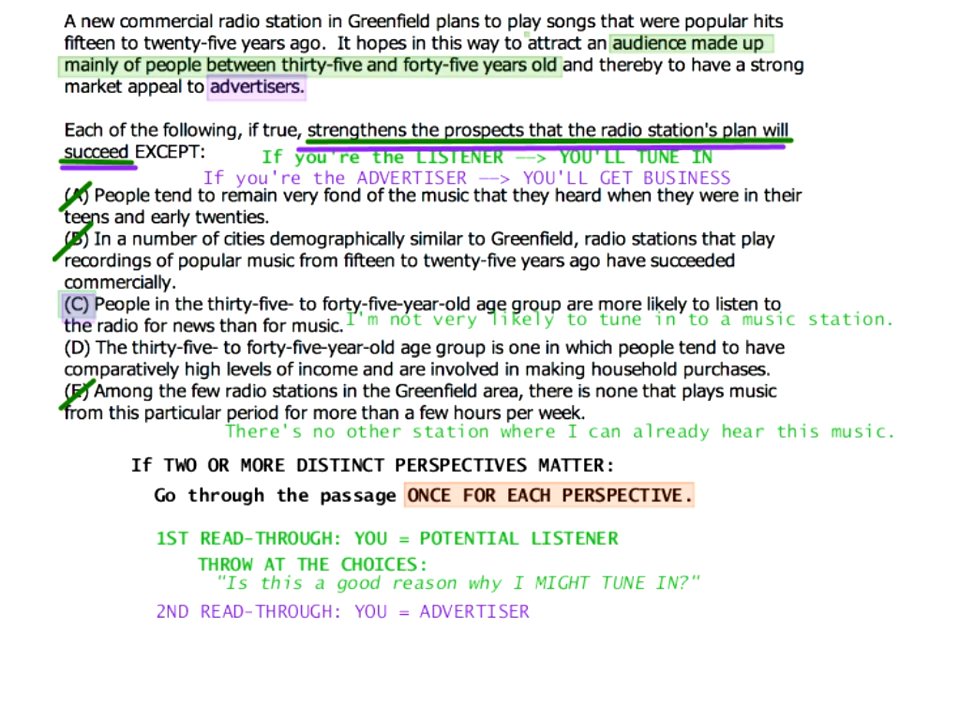 A new commercial radio station in Greenfield plans to play songs that were popular hits
fifteen to twenty-five years ago. It hopes in this way to attract an audience made up
mainly of people between thirty-five and forty-five years old and thereby to have a strong
market appeal to advertisers.
Each of the following, if true, strengthens the prospects that the radio station's plan will
succeed EXCEPT:
If you're the LISTENER --> YOU'LL TUNE IN
If you're the ADVERTISER --> YOU'LL GET BUSINESS
(A) People tend to remain very fond of the music that they heard when they were in their
teens and early twenties.
(B) In a number of cities demographically similar to Greenfield, radio stations that play
recordings of popular music from fifteen to twenty-five years ago have succeeded
commercially.
(C) People in the thirty-five- to forty-five-year-old age group are more likely to listen to
the radio for news than for music.
I'm not very likely to tune in to a music station.
(D) The thirty-five- to forty-five-year-old age group is one in which people tend to have
comparatively high levels of income and are involved in making household purchases.
(E) Among the few radio stations in the Greenfield area, there is none that plays music
from this particular period for more than a few hours per week.
There's no other station where I can already hear this music.
If TWO OR MORE DISTINCT PERSPECTIVES MATTER:
Go through the passage ONCE FOR EACH PERSPECTIVE.
1ST READ-THROUGH: YOU = POTENTIAL LISTENER
THROW AT THE CHOICES:
"Is this a good reason why I MIGHT TUNE IN?"
2ND READ-THROUGH: YOU = ADVERTISER